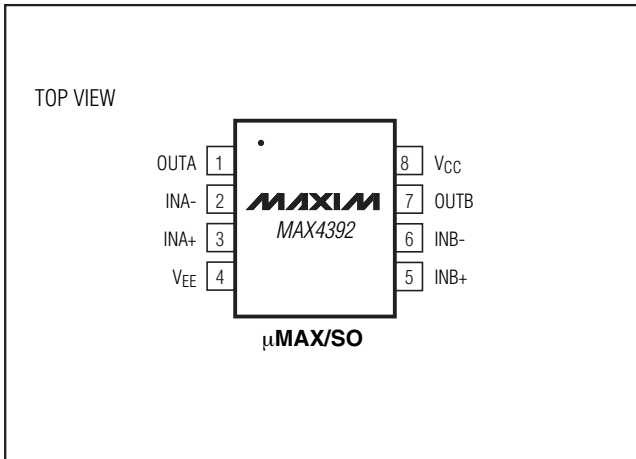 TOP VIEW
OUTA 1
INA- 2
INA+ 3
VEE 4
MAXIM
MAX4392
8 VCC
7 OUTB
6 INB-
5 INB+
μMAX/SO